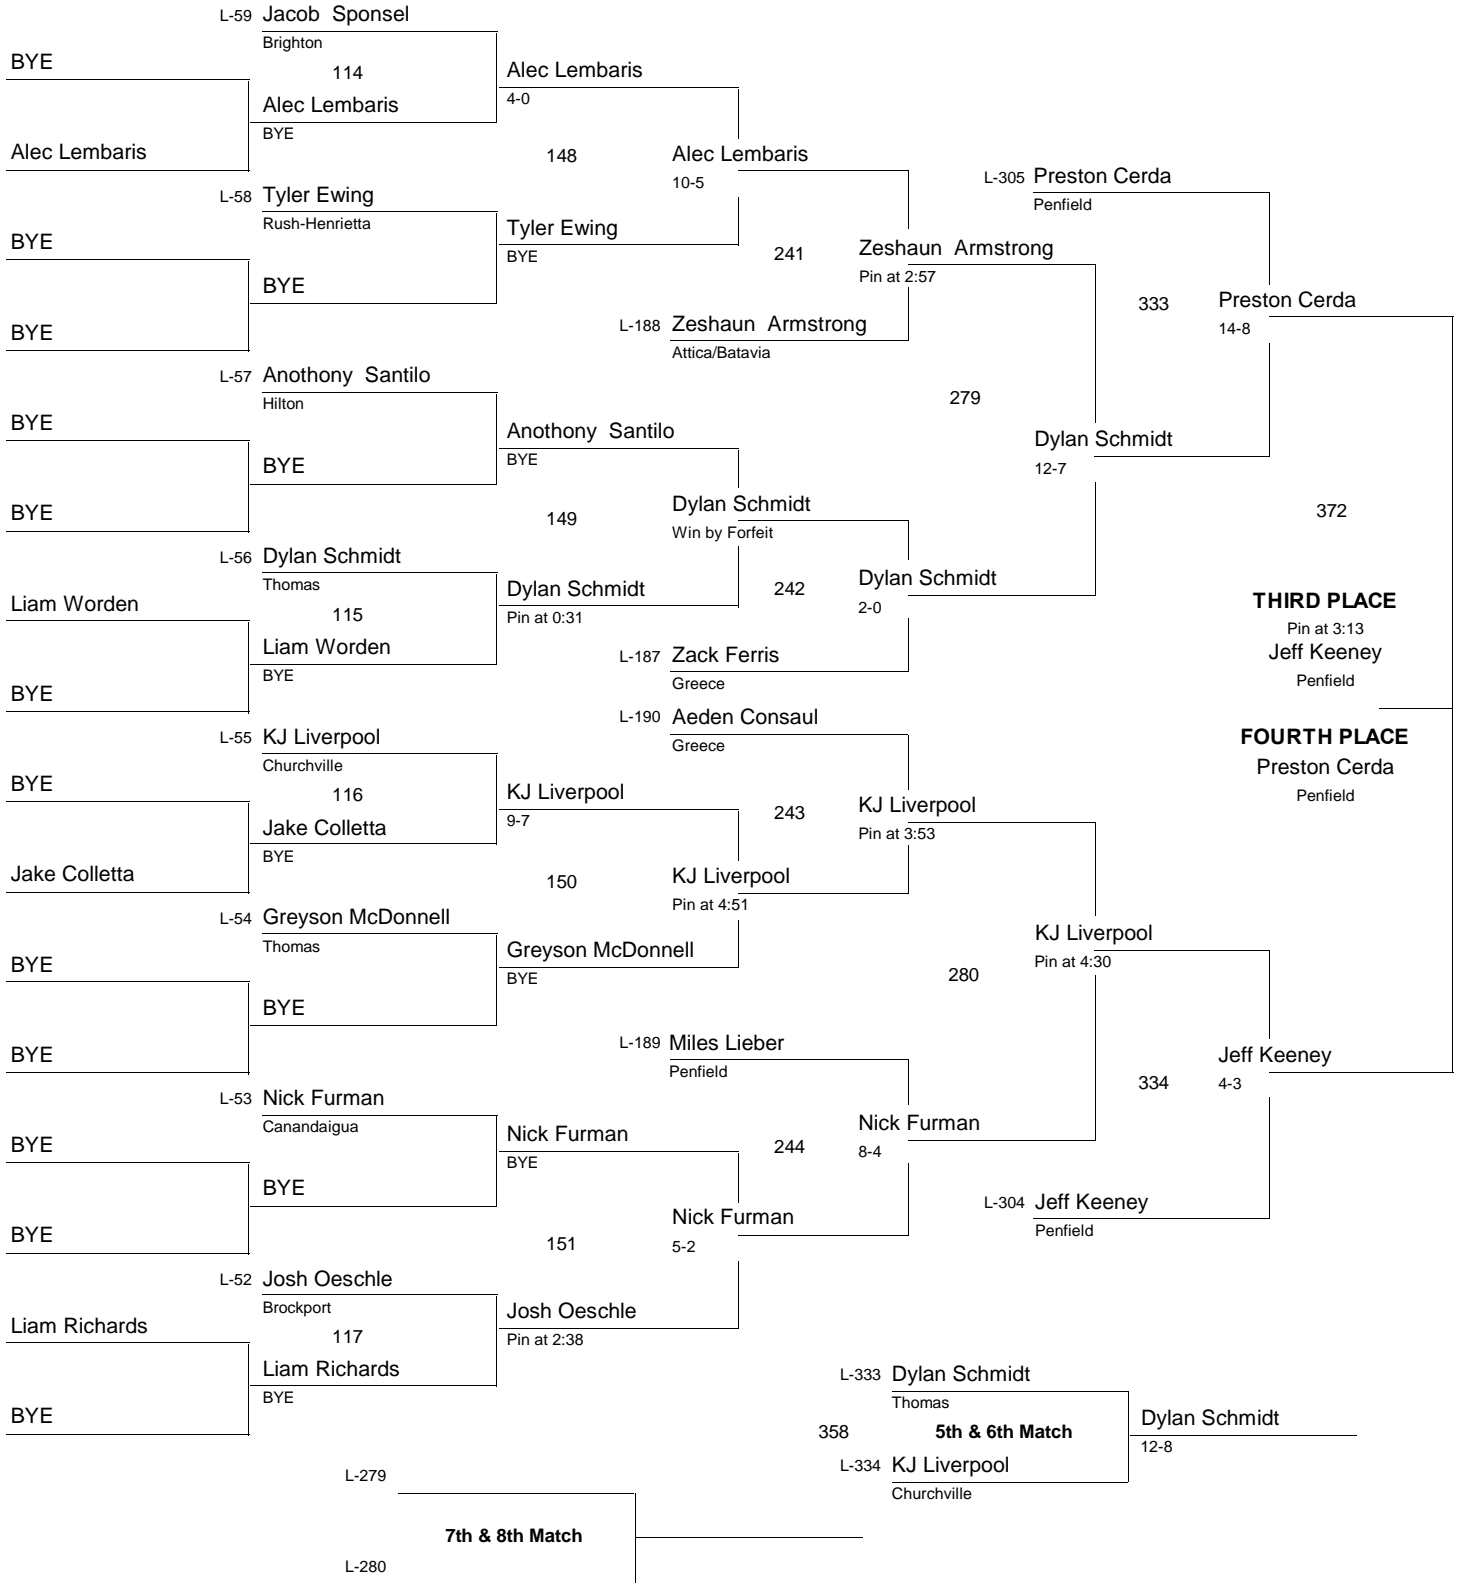 L-59 Jacob Sponsel
Brighton
BYE
114
Alec Lembaris
4-0
Alec Lembaris
BYE
Alec Lembaris
148
Alec Lembaris
10-5
L-305 Preston Cerda
Penfield
L-58 Tyler Ewing
Rush-Henrietta
Tyler Ewing
BYE
BYE
241
Zeshaun Armstrong
Pin at 2:57
BYE
333
Preston Cerda
14-8
BYE
L-188 Zeshaun Armstrong
Attica/Batavia
L-57 Anothony Santilo
Hilton
279
BYE
Anothony Santilo
BYE
Dylan Schmidt
12-7
BYE
BYE
149
Dylan Schmidt
Win by Forfeit
372
L-56 Dylan Schmidt
Thomas
Dylan Schmidt
Pin at 0:31
242
Dylan Schmidt
2-0
Liam Worden
115
THIRD PLACE
Pin at 3:13
Jeff Keeney
Penfield
Liam Worden
BYE
L-187 Zack Ferris
Greece
BYE
L-190 Aeden Consaul
Greece
L-55 KJ Liverpool
Churchville
FOURTH PLACE
Preston Cerda
Penfield
BYE
116
KJ Liverpool
9-7
243
KJ Liverpool
Pin at 3:53
Jake Colletta
BYE
Jake Colletta
150
KJ Liverpool
Pin at 4:51
L-54 Greyson McDonnell
Thomas
KJ Liverpool
Pin at 4:30
Greyson McDonnell
BYE
BYE
280
BYE
L-189 Miles Lieber
Penfield
BYE
Jeff Keeney
4-3
334
L-53 Nick Furman
Canandaigua
Nick Furman
BYE
244
Nick Furman
8-4
BYE
BYE
L-304 Jeff Keeney
Penfield
BYE
151
Nick Furman
5-2
L-52 Josh Oeschle
Brockport
Josh Oeschle
Pin at 2:38
Liam Richards
117
Liam Richards
BYE
BYE
L-333 Dylan Schmidt
Thomas
358
5th & 6th Match
Dylan Schmidt
12-8
L-334 KJ Liverpool
Churchville
L-279
7th & 8th Match
L-280